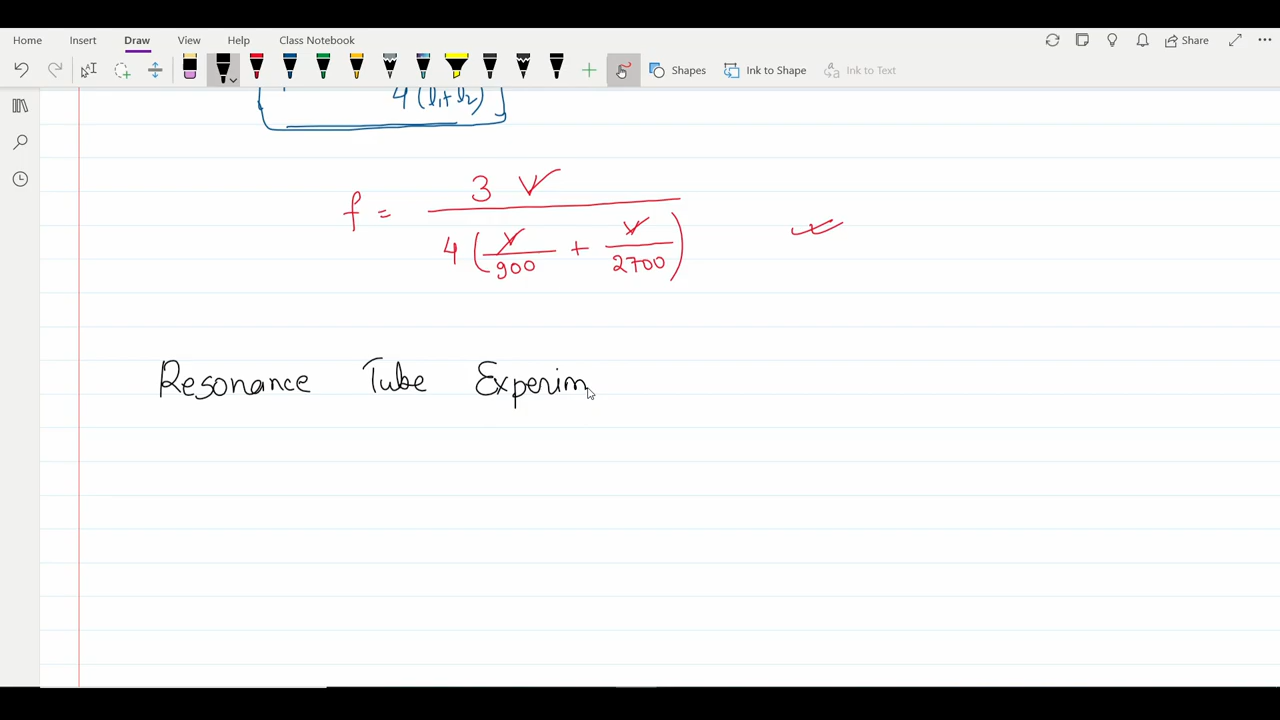 Home Insert Draw View Help Class Notebook Share
Shapes Ink to Shape Ink to Text
4 (l1+l2)
f = 3 V / 4 (V/900 + V/2700)
Resonance Tube Experim